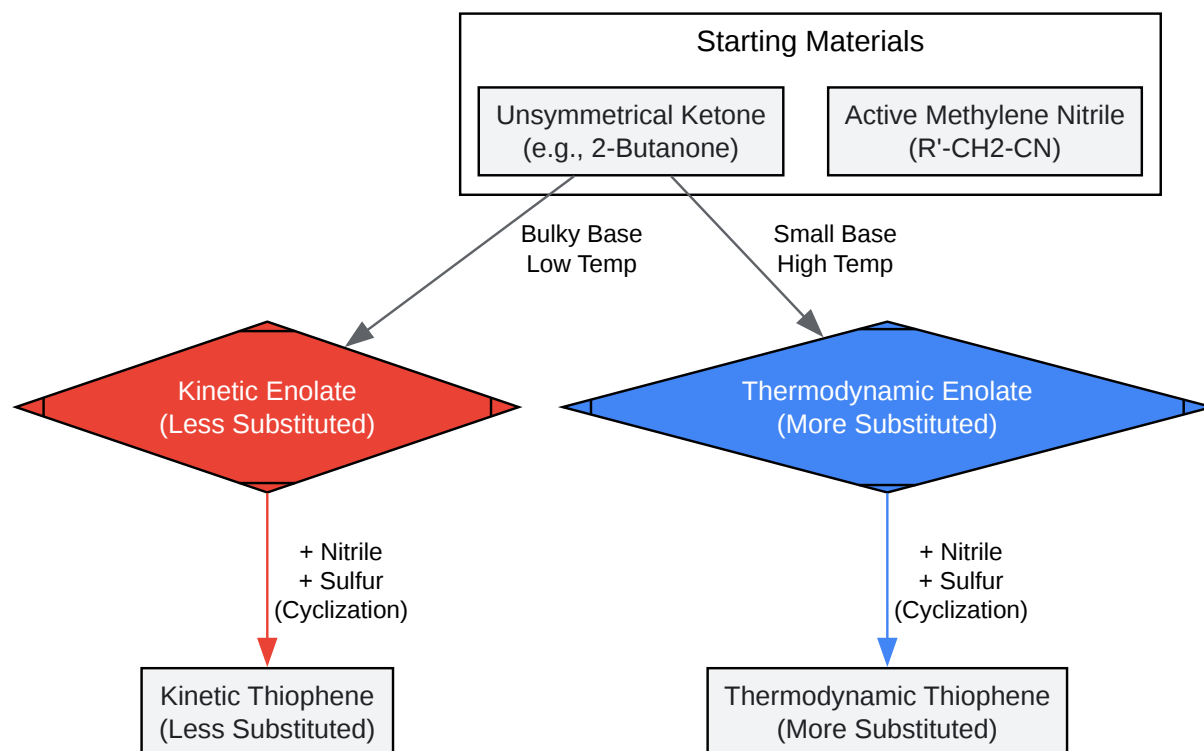 Starting Materials
Unsymmetrical Ketone
(e.g., 2-Butanone)
Active Methylene Nitrile
(R'-CH2-CN)
Bulky Base
Low Temp
Small Base
High Temp
Kinetic Enolate
(Less Substituted)
Thermodynamic Enolate
(More Substituted)
+ Nitrile
+ Sulfur
(Cyclization)
+ Nitrile
+ Sulfur
(Cyclization)
Kinetic Thiophene
(Less Substituted)
Thermodynamic Thiophene
(More Substituted)